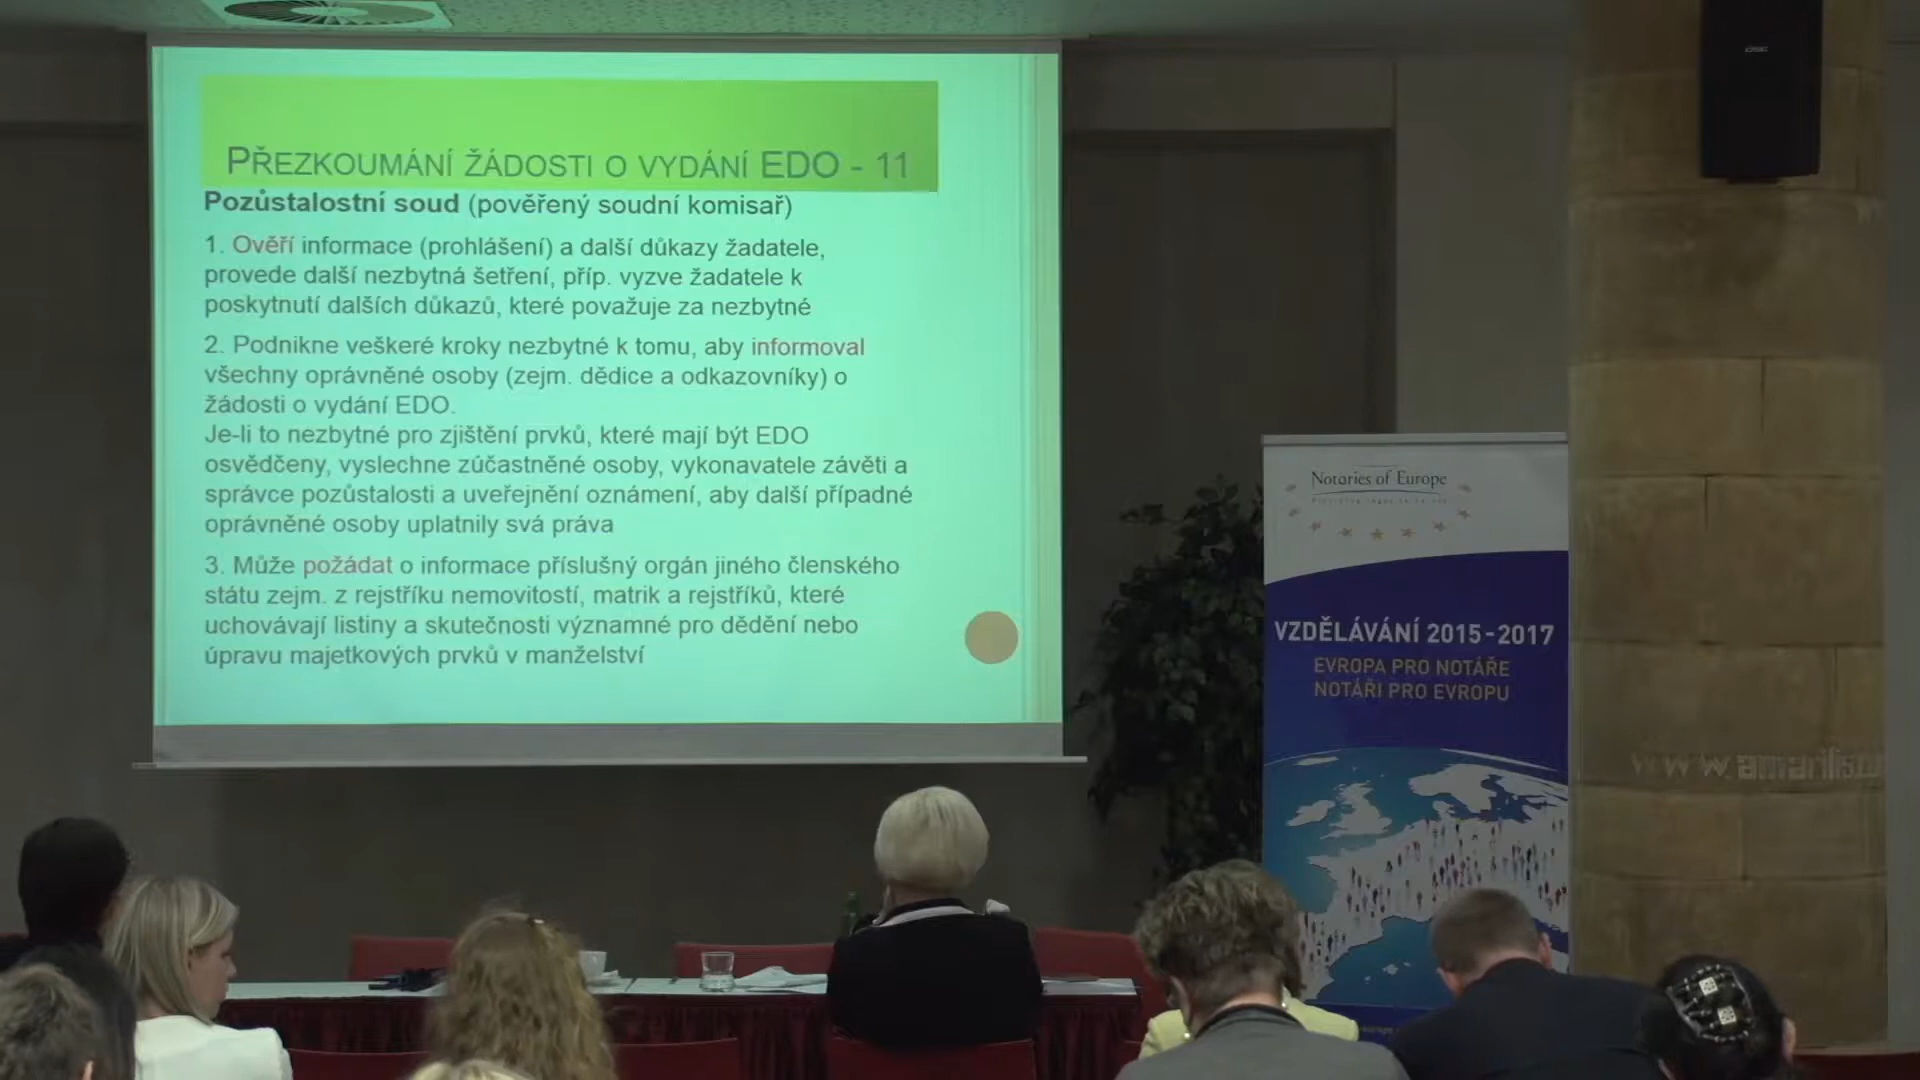 PŘEZKOUMÁNÍ ŽÁDOSTI O VYDÁNÍ EDO - 11
Pozůstalostní soud (pověřený soudní komisař)
1. Ověří informace (prohlášení) a další důkazy žadatele,
provede další nezbytná šetření, příp. vyzve žadatele k
poskytnutí dalších důkazů, které považuje za nezbytné
2. Podnikne veškeré kroky nezbytné k tomu, aby informoval
všechny oprávněné osoby (zejm. dědice a odkazovníky) o
žádosti o vydání EDO.
Je-li to nezbytné pro zjištění prvků, které mají být EDO
osvědčeny, vyslechne zúčastněné osoby, vykonavatele závěti a
správce pozůstalosti a uveřejnění oznámení, aby další případné
oprávněné osoby uplatnily svá práva
3. Může požádat o informace příslušný orgán jiného členského
státu zejm. z rejstříku nemovitostí, matrik a rejstříků, které
uchovávají listiny a skutečnosti významné pro dědění nebo
úpravu majetkových prvků v manželství
Notaries of Europe
VZDĚLÁVÁNÍ 2015-2017
EVROPA PRO NOTÁŘE
NOTÁŘI PRO EVROPU